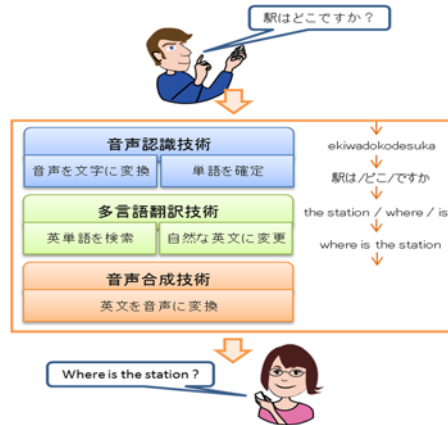 駅はどこですか？
音声認識技術
音声を文字に変換
単語を確定
多言語翻訳技術
英単語を検索
自然な英文に変更
音声合成技術
英文を音声に変換
ekiwadokodesuka
駅は/どこ/ですか
the station / where / is
where is the station
Where is the station ?